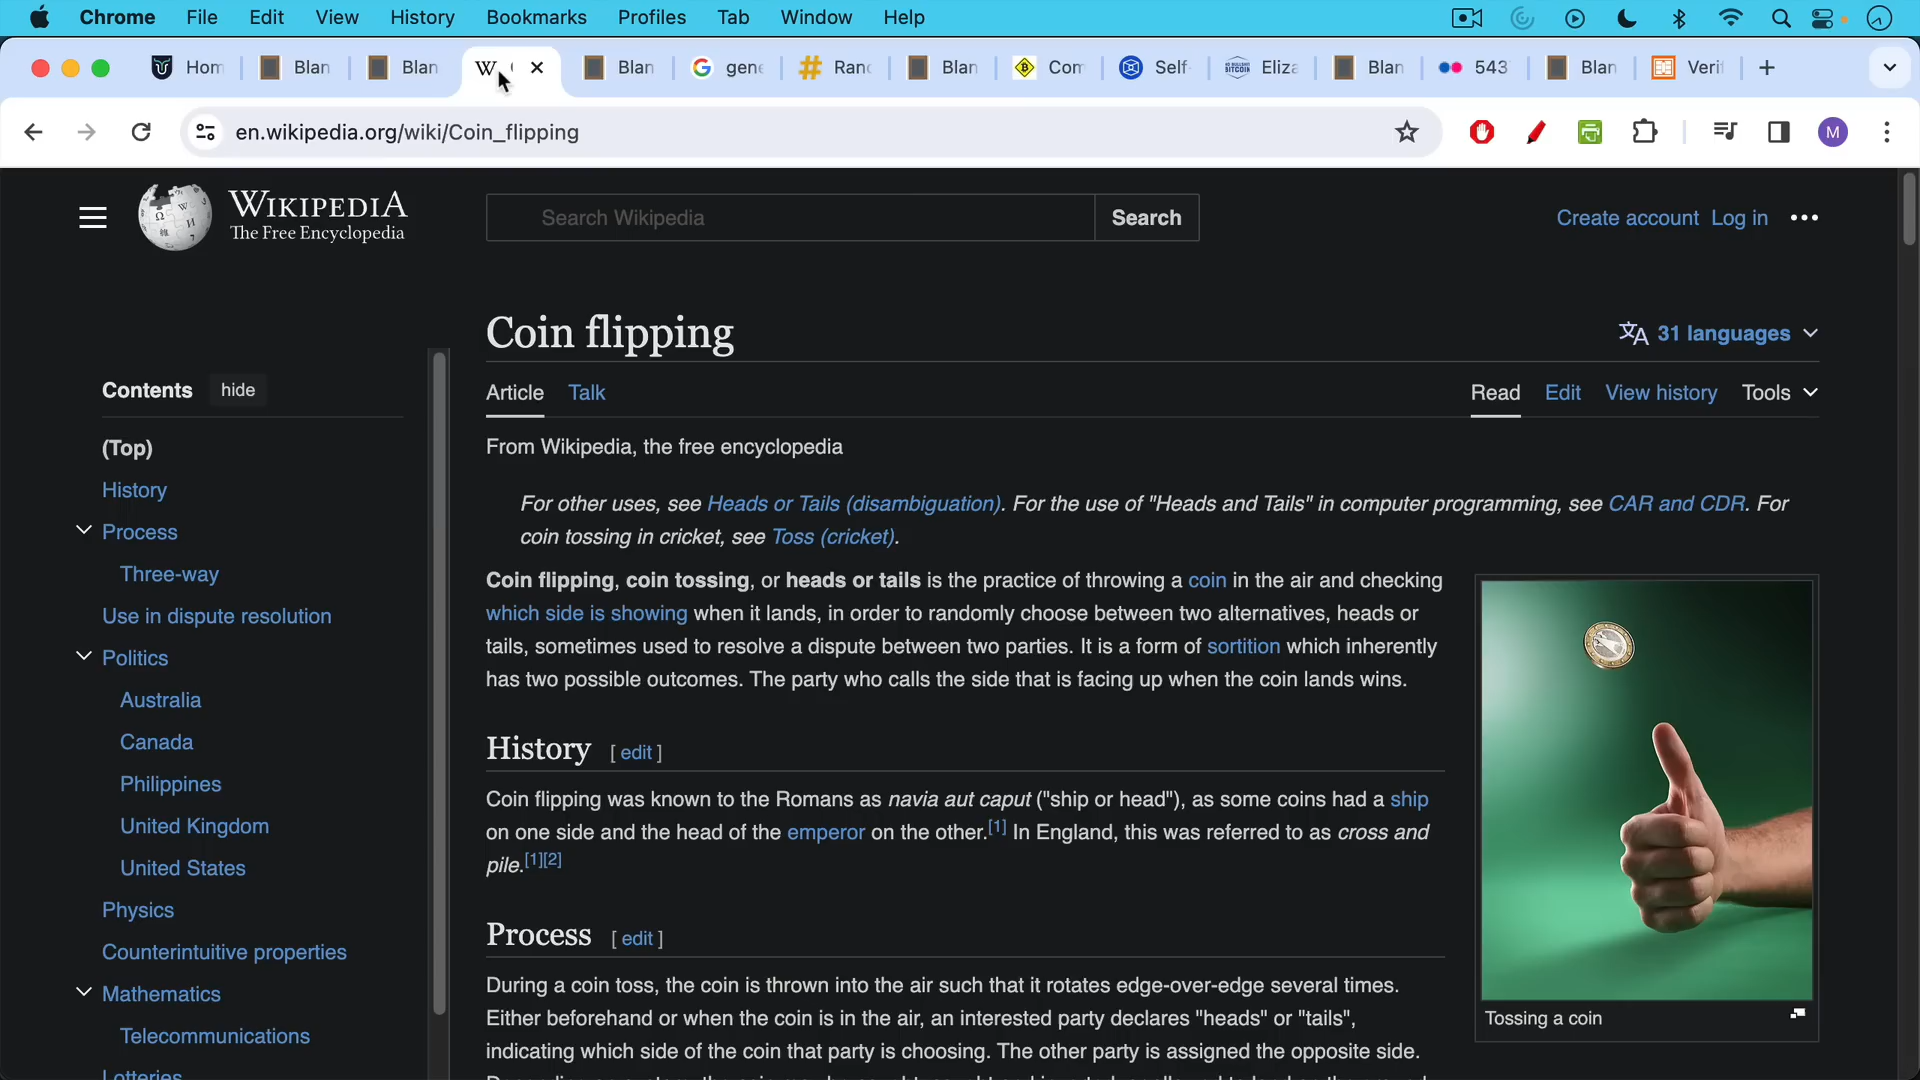 Chrome File Edit View History Bookmarks Profiles Tab Window Help
Hom Blan Blan W Blan gene Ranc Blan Com Self- Eliza Blan 543 Blan Verif
en.wikipedia.org/wiki/Coin_flipping M
WIKIPEDIA
The Free Encyclopedia
Search Wikipedia Search
Create account Log in
Coin flipping
31 languages
Contents hide
(Top)
History
Process
Three-way
Use in dispute resolution
Politics
Australia
Canada
Philippines
United Kingdom
United States
Physics
Counterintuitive properties
Mathematics
Telecommunications
Lotteries
Article Talk
Read Edit View history Tools
From Wikipedia, the free encyclopedia
For other uses, see Heads or Tails (disambiguation). For the use of "Heads and Tails" in computer programming, see CAR and CDR. For
coin tossing in cricket, see Toss (cricket).
Coin flipping, coin tossing, or heads or tails is the practice of throwing a coin in the air and checking
which side is showing when it lands, in order to randomly choose between two alternatives, heads or
tails, sometimes used to resolve a dispute between two parties. It is a form of sortition which inherently
has two possible outcomes. The party who calls the side that is facing up when the coin lands wins.
History [ edit ]
Coin flipping was known to the Romans as navia aut caput ("ship or head"), as some coins had a ship
on one side and the head of the emperor on the other.[1] In England, this was referred to as cross and
pile.[1][2]
Process [ edit ]
During a coin toss, the coin is thrown into the air such that it rotates edge-over-edge several times.
Either beforehand or when the coin is in the air, an interested party declares "heads" or "tails",
indicating which side of the coin that party is choosing. The other party is assigned the opposite side.
Tossing a coin